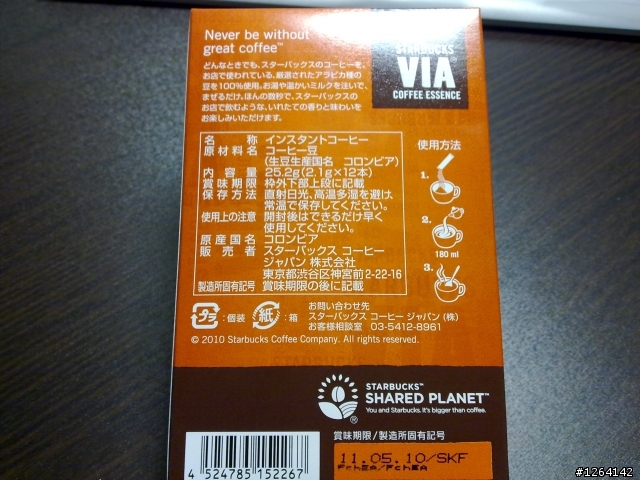 Never be without
great coffee™
STARBUCKS
VIA
COFFEE ESSENCE
どんなときでも、スターバックスのコーヒーを。
お店で使われている、厳選されたアラビカ種の
豆を100%使用。お湯や温かいミルクを注いで、
まぜるだけ。ほんの数秒で、スターバックスの
お店で飲むような、いれたての香りと味わいを
お楽しみいただけます。
名称 インスタントコーヒー
原材料名 コーヒー豆
(生豆生産国名 コロンビア)
内容量 25.2g(2.1g×12本)
賞味期限 枠外下部上段に記載
保存方法 直射日光、高温多湿を避け、
常温で保存してください。
使用上の注意 開封後はできるだけ早く
使用してください。
原産国名 コロンビア
販売者 スターバックス コーヒー
ジャパン 株式会社
東京都渋谷区神宮前2-22-16
製造所固有記号 賞味期限の後に記載
使用方法
1.
2.
180 ml
3.
プラ :個装 紙 :箱
お問い合わせ先
スターバックス コーヒー ジャパン (株)
お客様相談室 03-5412-8961
© 2010 Starbucks Coffee Company. All rights reserved.
STARBUCKS™
SHARED PLANET™
You and Starbucks. It's bigger than coffee.
賞味期限/製造所固有記号
11.05.10/SKF
4 524785 152267
#1264142